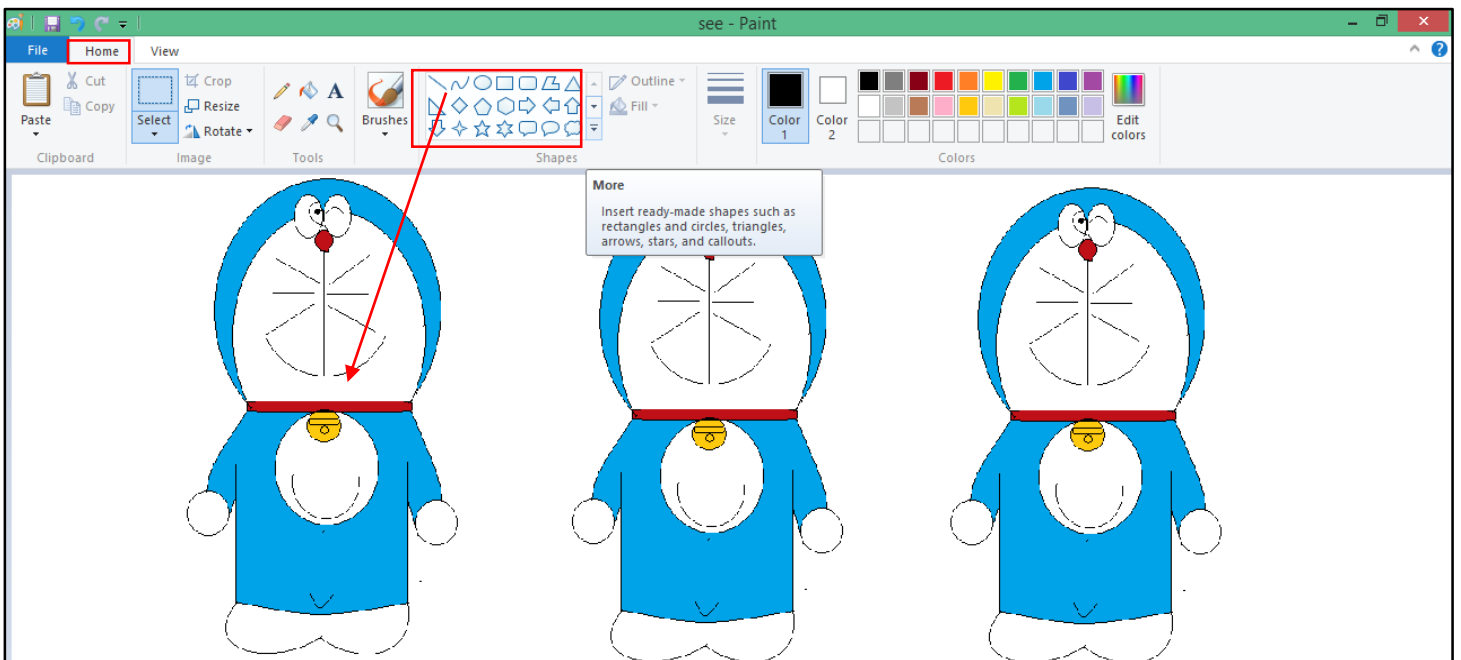 see - Paint
File Home View
Cut
Copy
Paste
Clipboard
Select
Crop
Resize
Rotate
Image
A
Tools
Brushes
Outline
Fill
Shapes
Size
Color 1
Color 2
Edit colors
Colors
More
Insert ready-made shapes such as
rectangles and circles, triangles,
arrows, stars, and callouts.